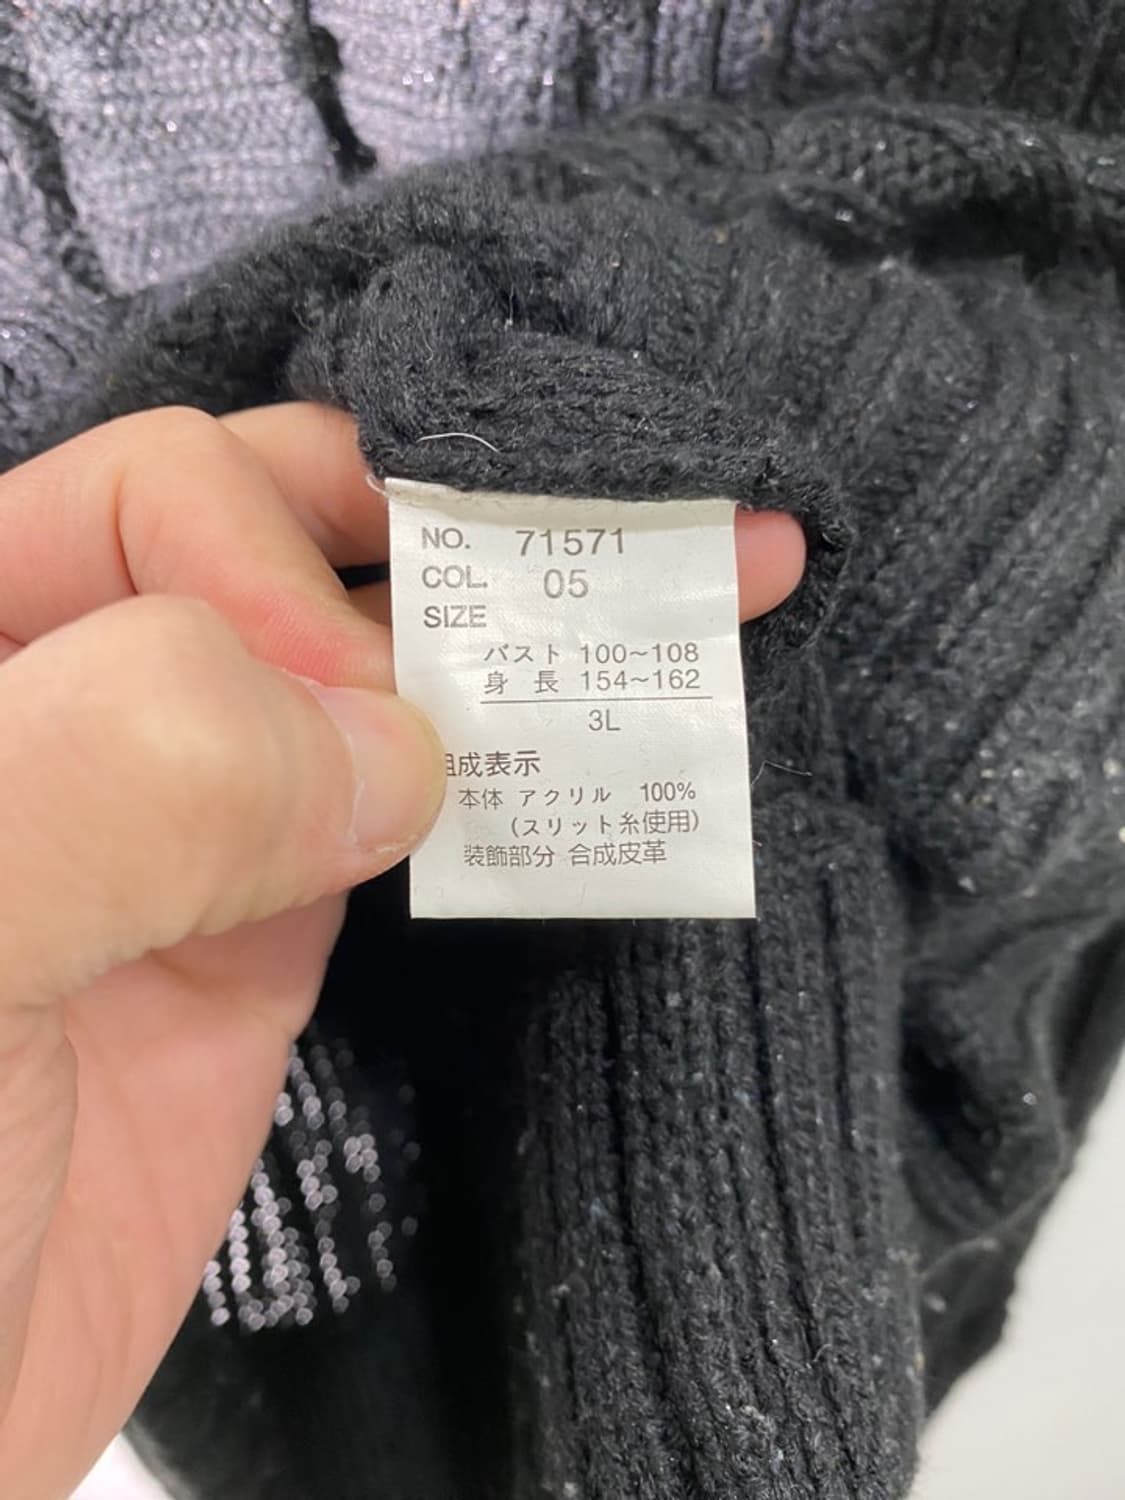 NO. 71571
COL. 05
SIZE
バスト 100~108
身 長 154~162
3L
組成表示
本体 アクリル 100%
(スリット糸使用)
装飾部分 合成皮革